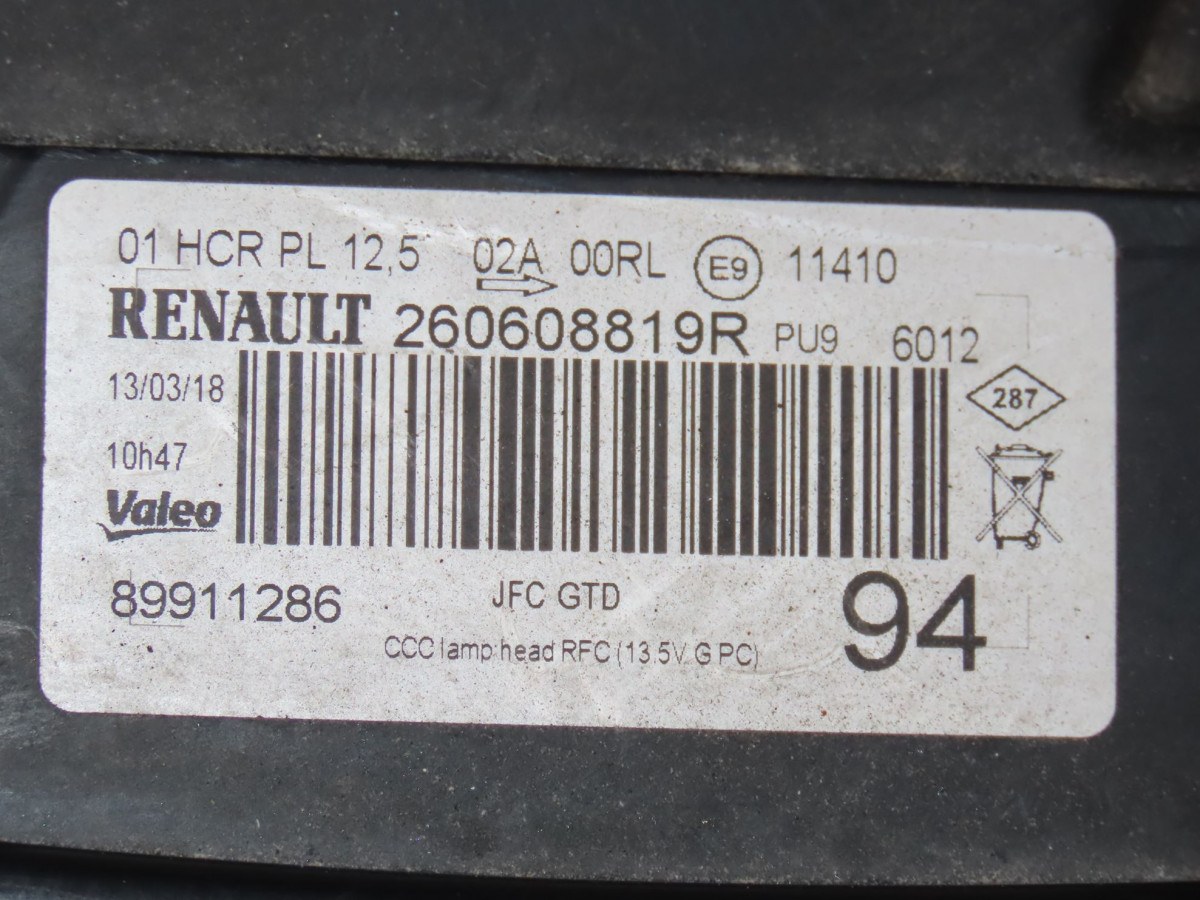 01 HCR PL 12,5 02A 00RL E9 11410
RENAULT 260608819R PU9 6012
13/03/18
287
10h47
Valeo
89911286 JFC GTD 94
CCC lamp head RFC (13.5V G PC)